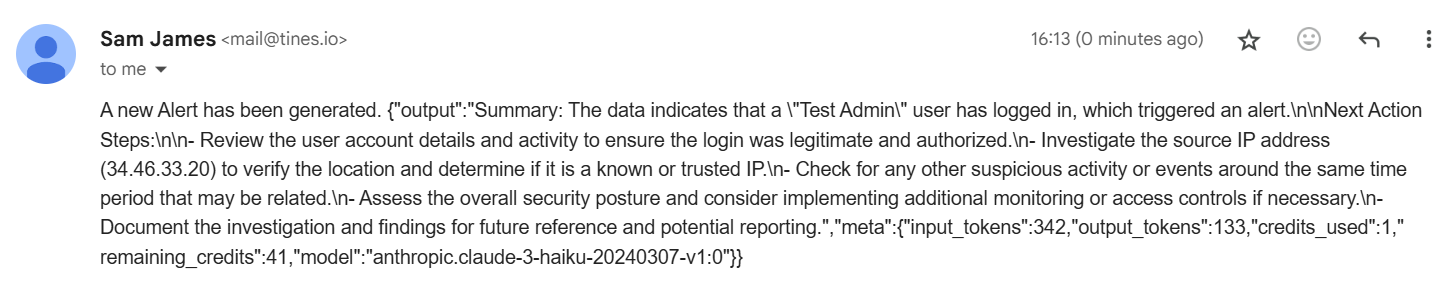 Sam James <mail@tines.io> 16:13 (0 minutes ago)
to me
A new Alert has been generated. {"output":"Summary: The data indicates that a \"Test Admin\" user has logged in, which triggered an alert.\n\nNext Action
Steps:\n\n- Review the user account details and activity to ensure the login was legitimate and authorized.\n- Investigate the source IP address
(34.46.33.20) to verify the location and determine if it is a known or trusted IP.\n- Check for any other suspicious activity or events around the same time
period that may be related.\n- Assess the overall security posture and consider implementing additional monitoring or access controls if necessary.\n-
Document the investigation and findings for future reference and potential reporting.","meta":{"input_tokens":342,"output_tokens":133,"credits_used":1,"
remaining_credits":41,"model":"anthropic.claude-3-haiku-20240307-v1:0"}}